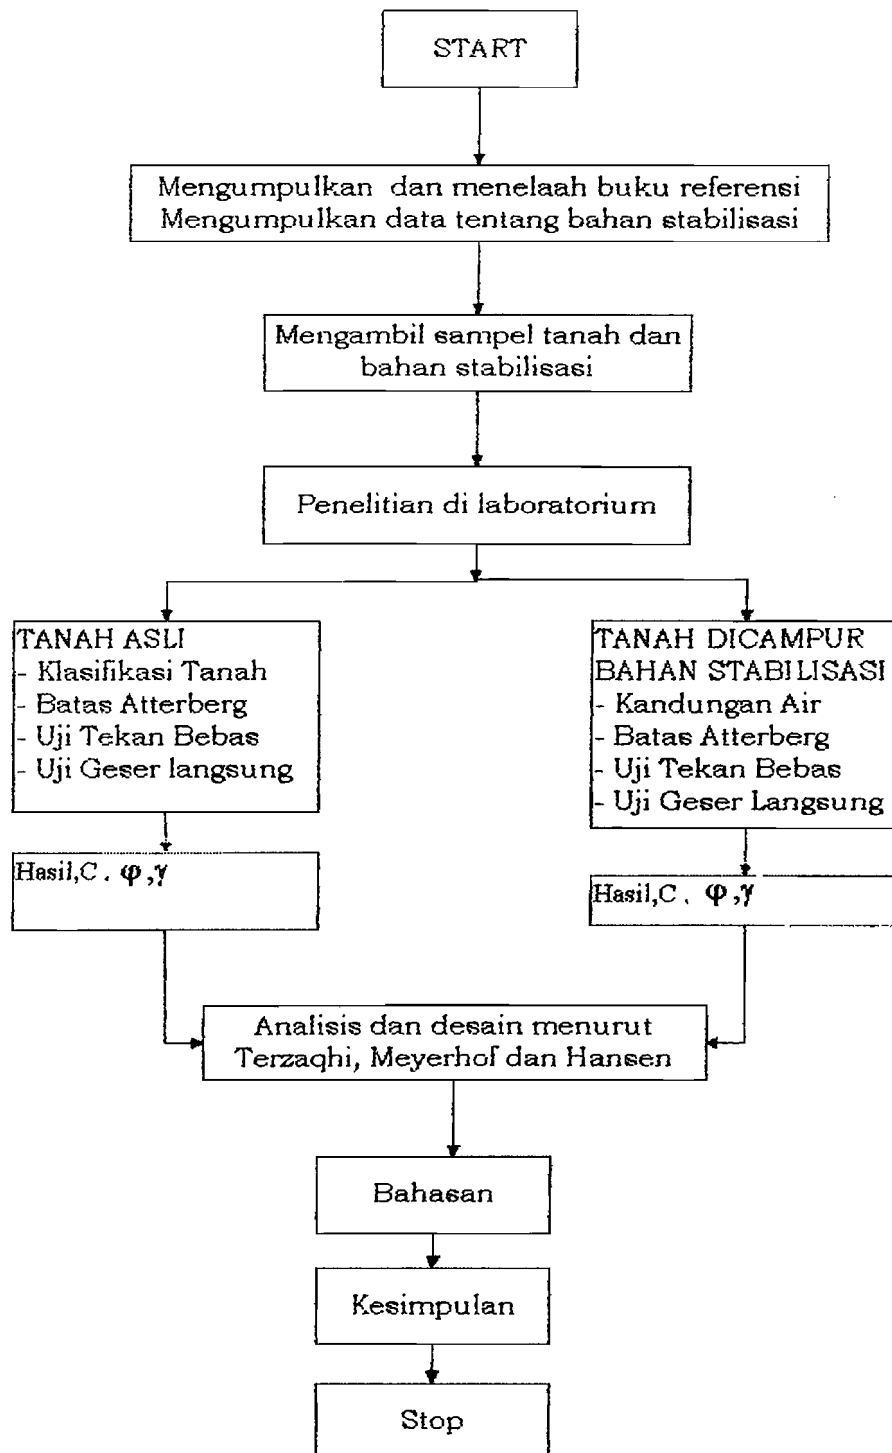 START
Mengumpulkan dan menelaah buku referensi
Mengumpulkan data tentang bahan stabilisasi
Mengambil sampel tanah dan
bahan stabilisasi
Penelitian di laboratorium
TANAH ASLI
- Klasifikasi Tanah
- Batas Atterberg
- Uji Tekan Bebas
- Uji Geser langsung
Hasil,C, φ,γ
TANAH DICAMPUR
BAHAN STABILISASI
- Kandungan Air
- Batas Atterberg
- Uji Tekan Bebas
- Uji Geser Langsung
Hasil,C, φ,γ
Analisis dan desain menurut
Terzaqhi, Meyerhof dan Hansen
Bahasan
Kesimpulan
Stop